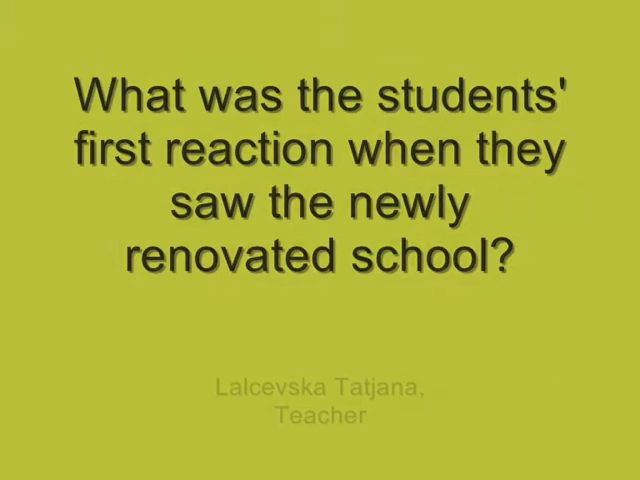 What was the students'
first reaction when they
saw the newly
renovated school?
Lalcevska Tatjana,
Teacher